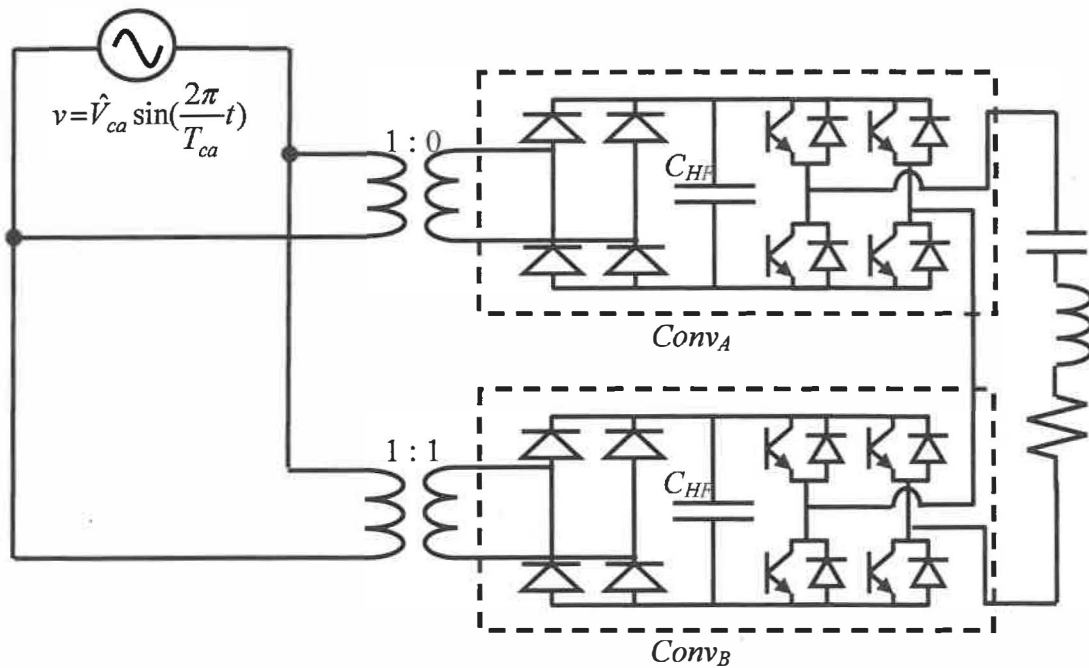 v=V̂ca sin(2π/Tca t)
1 : 0
CHF
ConvA
1 : 1
CHF
ConvB